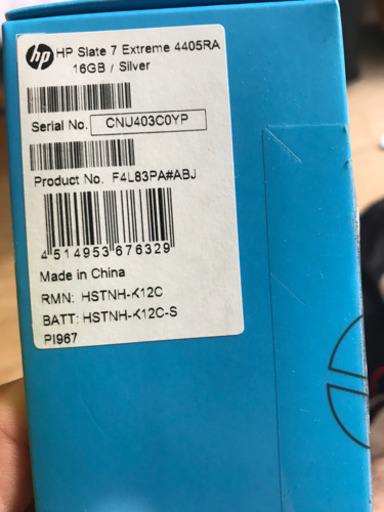 hp HP Slate 7 Extreme 4405RA
16GB / Silver
Serial No. CNU403C0YP
Product No. F4L83PA#ABJ
4 514953 676329
Made in China
RMN: HSTNH-K12C
BATT: HSTNH-K12C-S
PI967